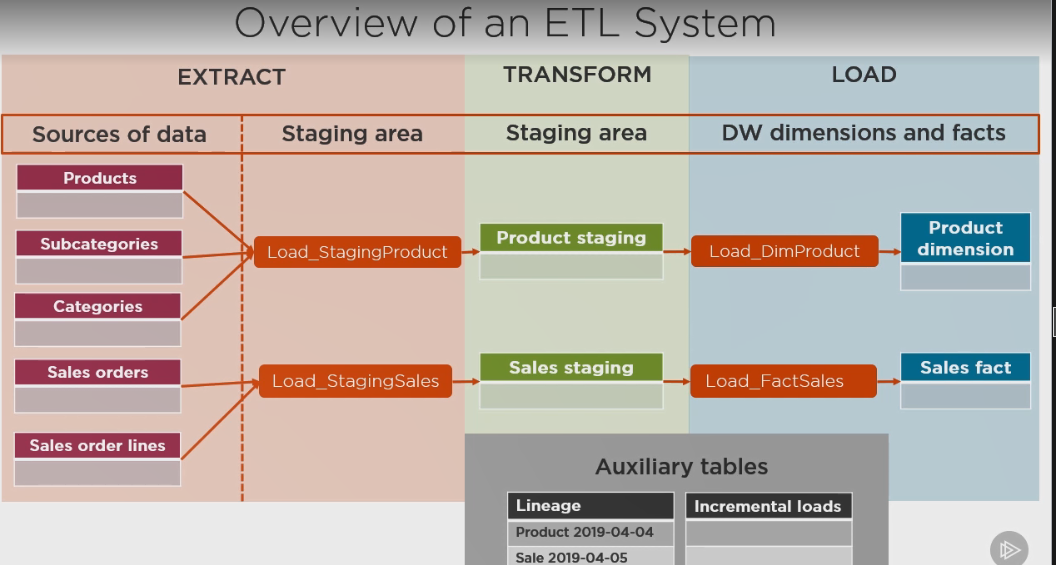 Overview of an ETL System
EXTRACT
TRANSFORM
LOAD
Sources of data
Staging area
Staging area
DW dimensions and facts
Products
Subcategories
Categories
Sales orders
Sales order lines
Load_StagingProduct
Load_StagingSales
Product staging
Sales staging
Load_DimProduct
Load_FactSales
Product
dimension
Sales fact
Auxiliary tables
Lineage
Product 2019-04-04
Sale 2019-04-05
Incremental loads